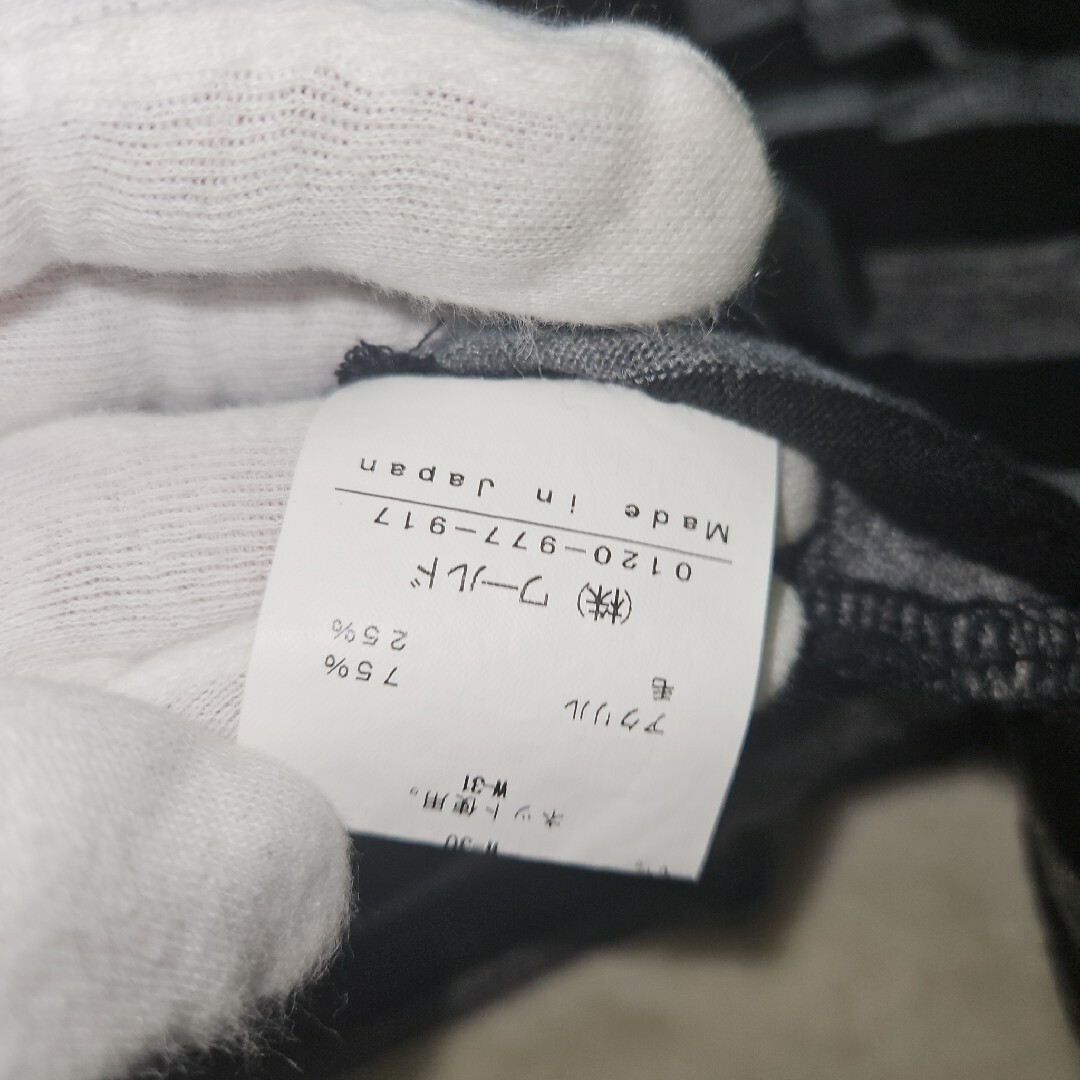 W-30
ネット使用。
W-31
アクリル 75%
毛 25%
(株) ワールド
0120-977-917
Made in Japan